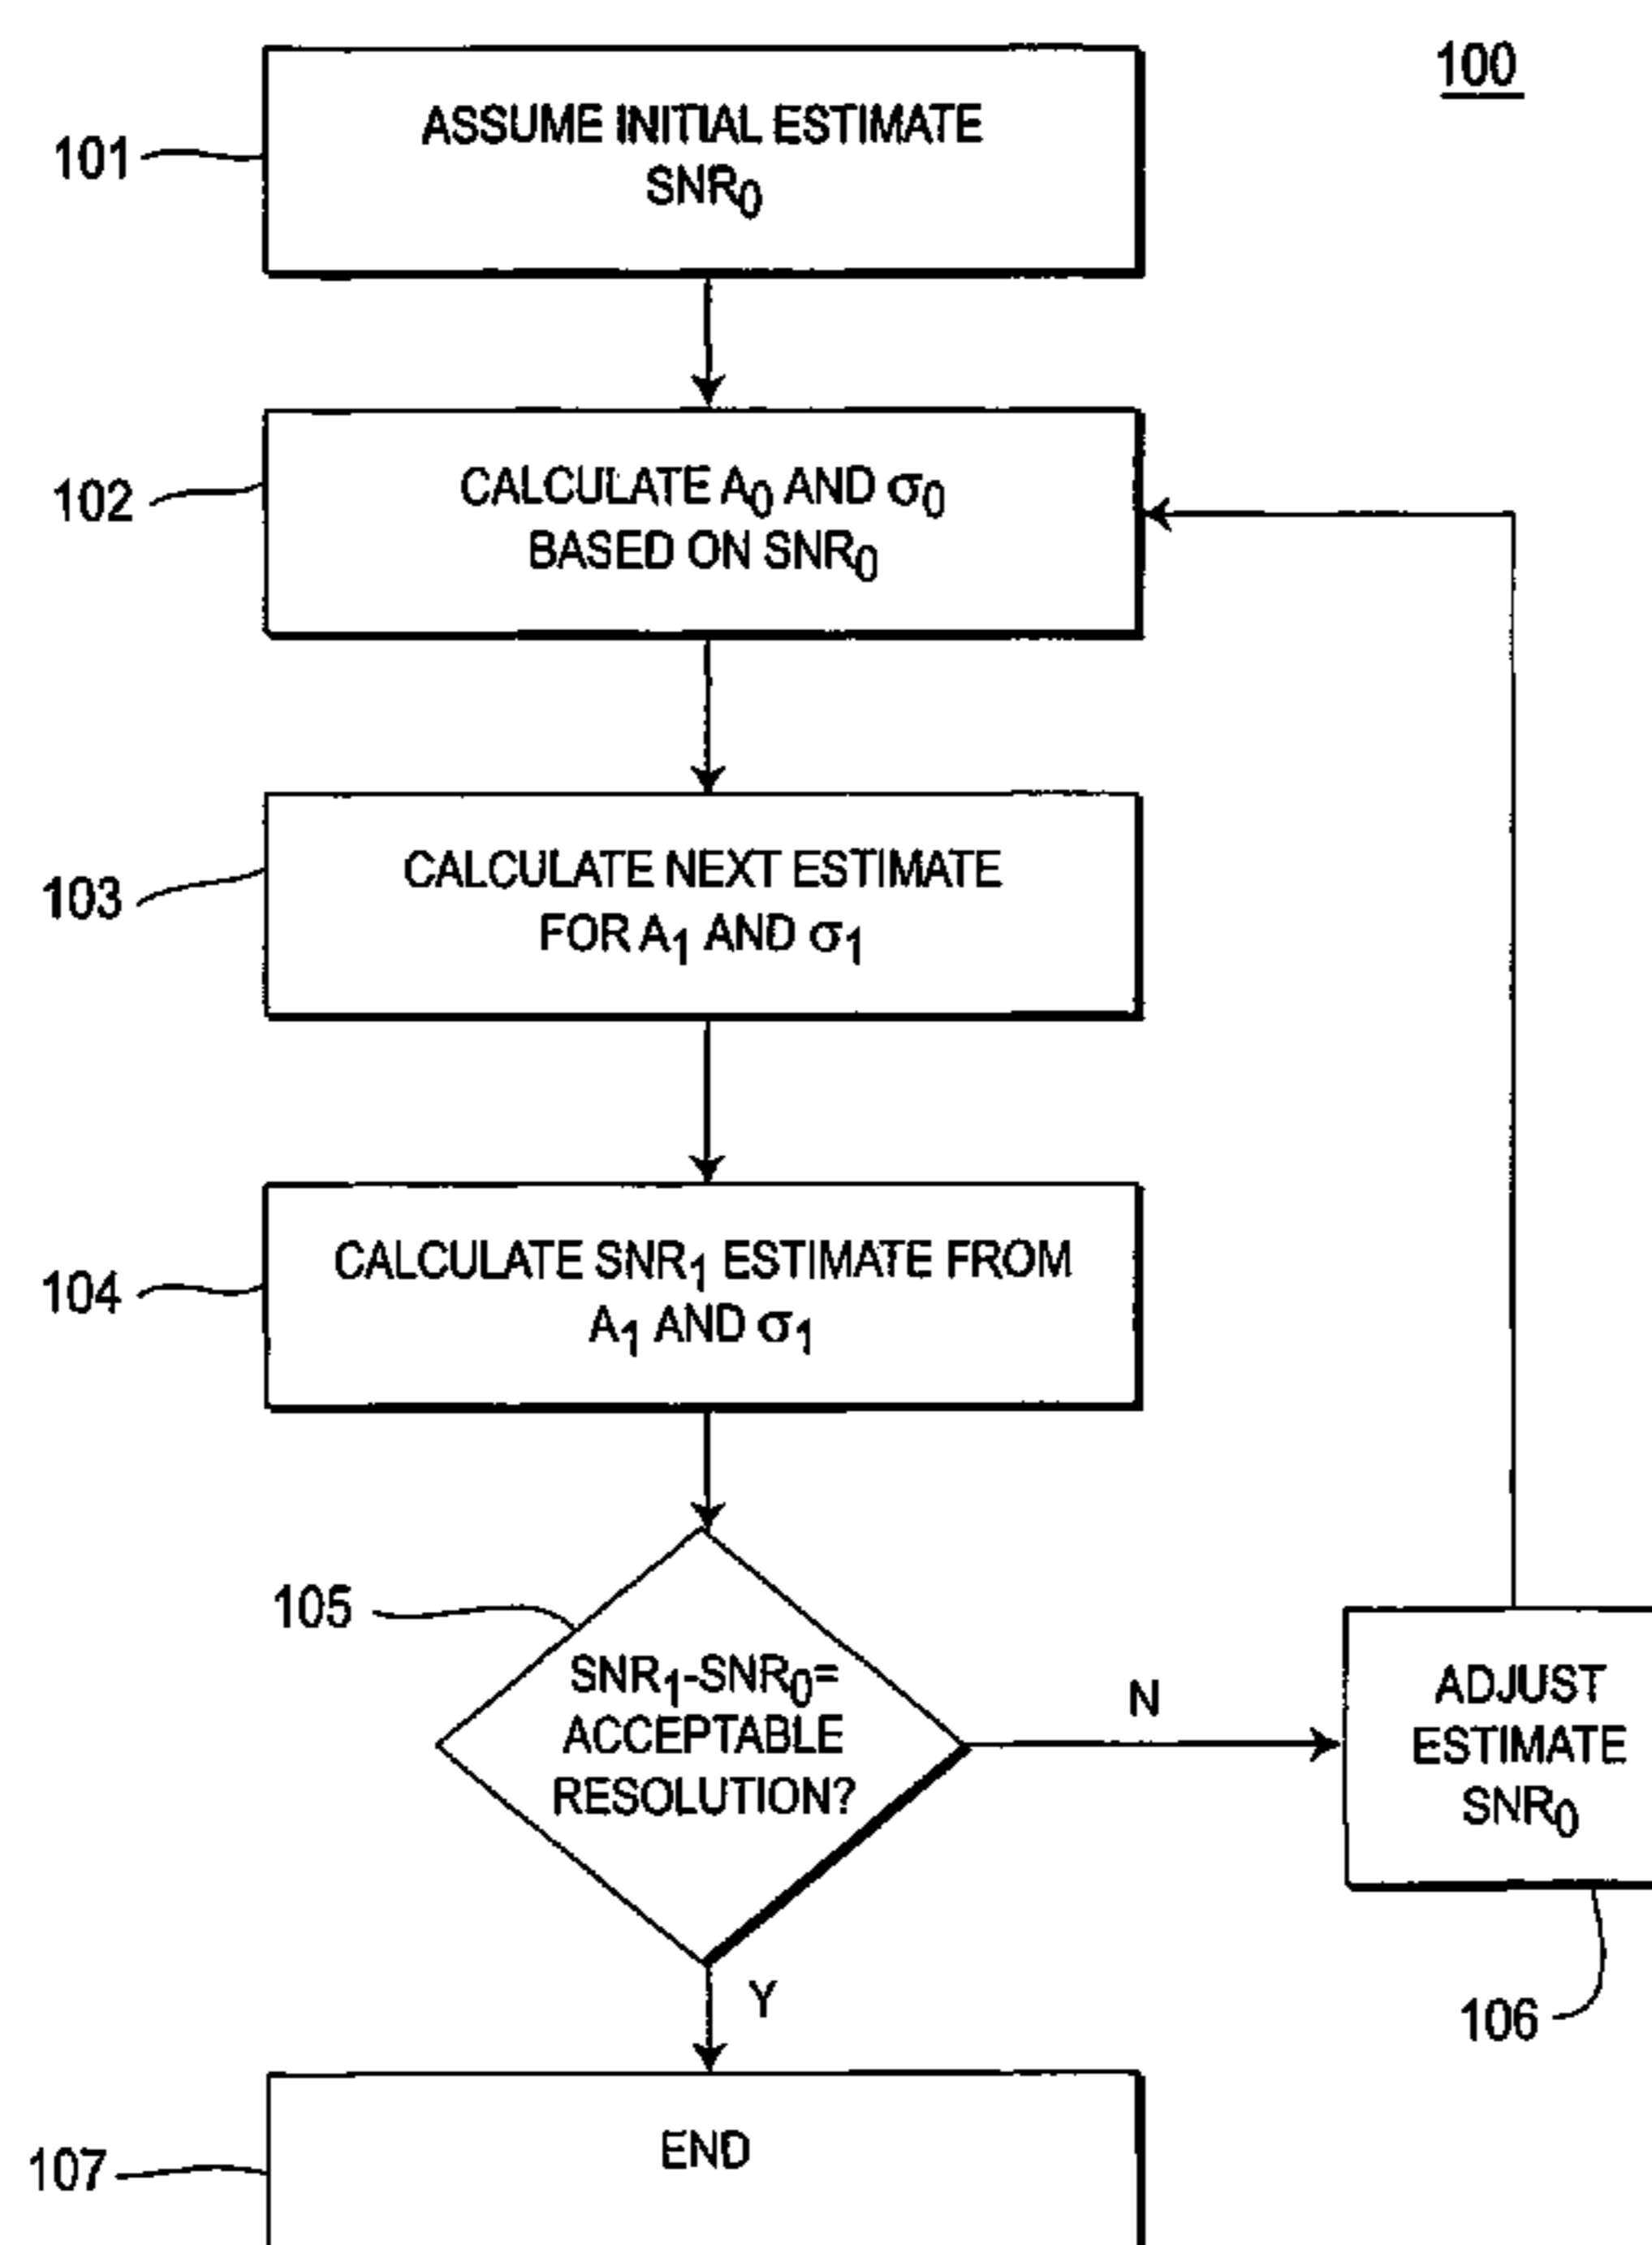 100
101
ASSUME INITIAL ESTIMATE
SNR₀
102
CALCULATE A₀ AND σ₀
BASED ON SNR₀
103
CALCULATE NEXT ESTIMATE
FOR A₁ AND σ₁
104
CALCULATE SNR₁ ESTIMATE FROM
A₁ AND σ₁
105
SNR₁-SNR₀=
ACCEPTABLE
RESOLUTION?
N
ADJUST
ESTIMATE
SNR₀
106
Y
107
END